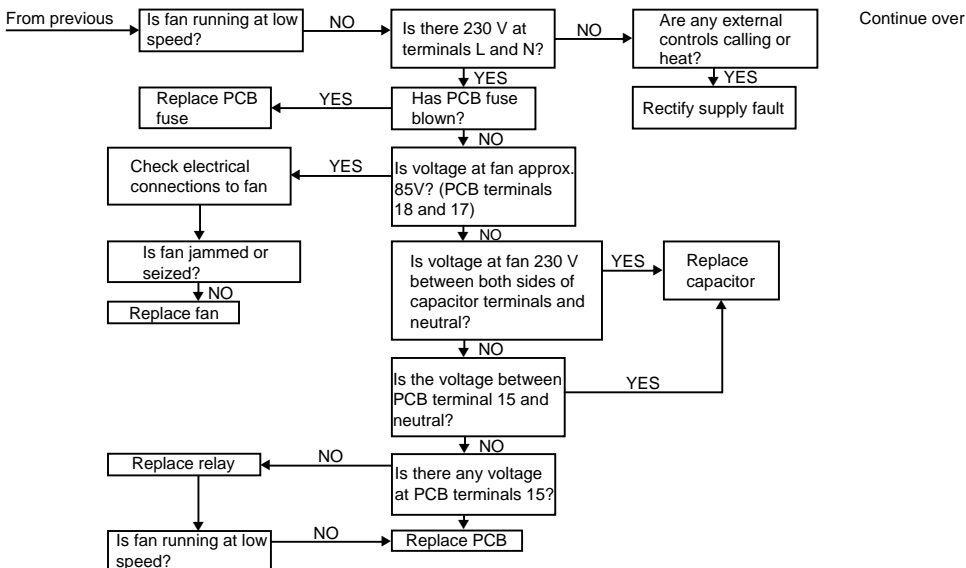 From previous
Is fan running at low
speed?
NO
Is there 230 V at
terminals L and N?
NO
Are any external
controls calling or
heat?
Continue over
YES
YES
Rectify supply fault
Replace PCB
fuse
YES
Has PCB fuse
blown?
NO
Check electrical
connections to fan
YES
Is voltage at fan approx.
85V? (PCB terminals
18 and 17)
NO
Is fan jammed or
seized?
NO
Replace fan
Is voltage at fan 230 V
between both sides of
capacitor terminals and
neutral?
YES
Replace
capacitor
NO
Is the voltage between
PCB terminal 15 and
neutral?
YES
NO
Replace relay
NO
Is there any voltage
at PCB terminals 15?
Is fan running at low
speed?
NO
Replace PCB